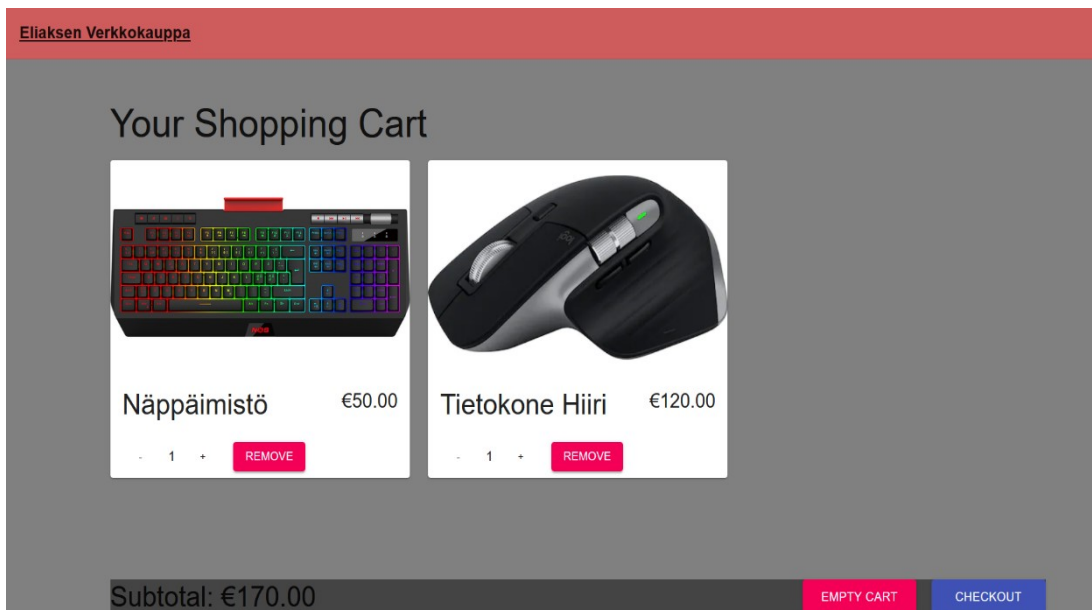 Eliaksen Verkkokauppa
Your Shopping Cart
Näppäimistö €50.00
- 1 + REMOVE
Tietokone Hiiri €120.00
- 1 + REMOVE
Subtotal: €170.00
EMPTY CART CHECKOUT